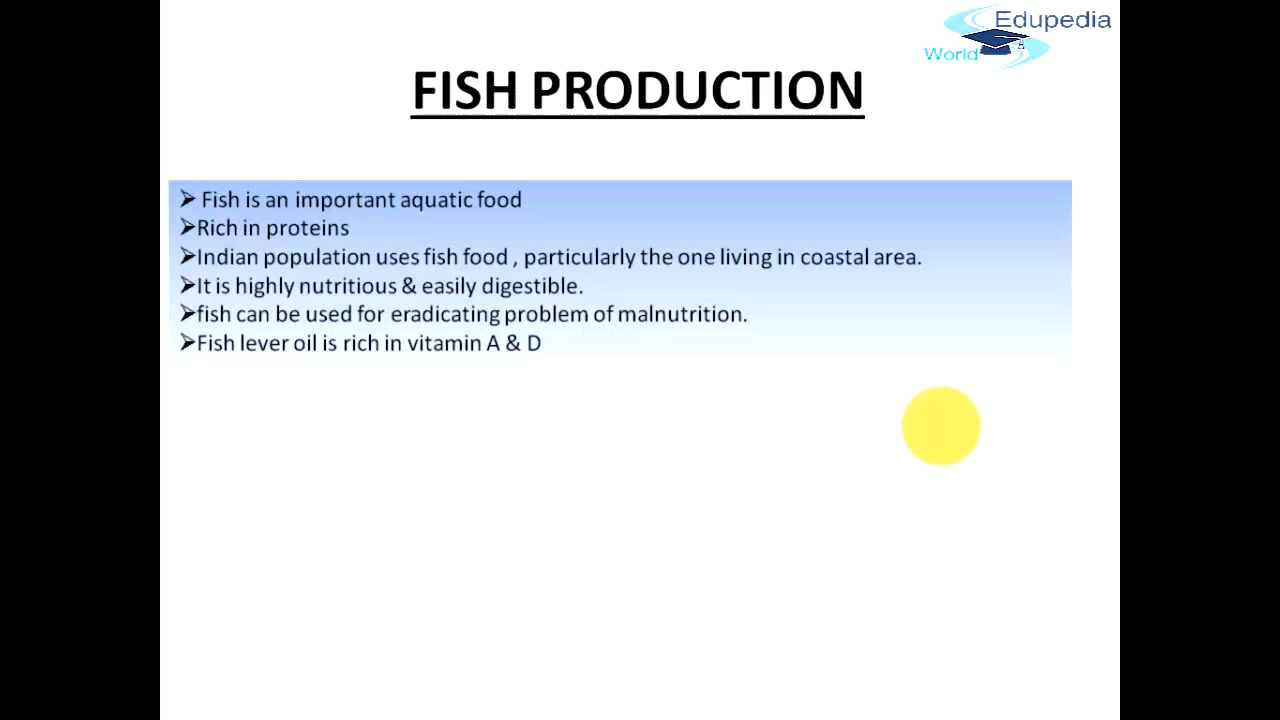 Edupedia
World
FISH PRODUCTION
➢ Fish is an important aquatic food
➢Rich in proteins
➢Indian population uses fish food , particularly the one living in coastal area.
➢It is highly nutritious & easily digestible.
➢fish can be used for eradicating problem of malnutrition.
➢Fish lever oil is rich in vitamin A & D